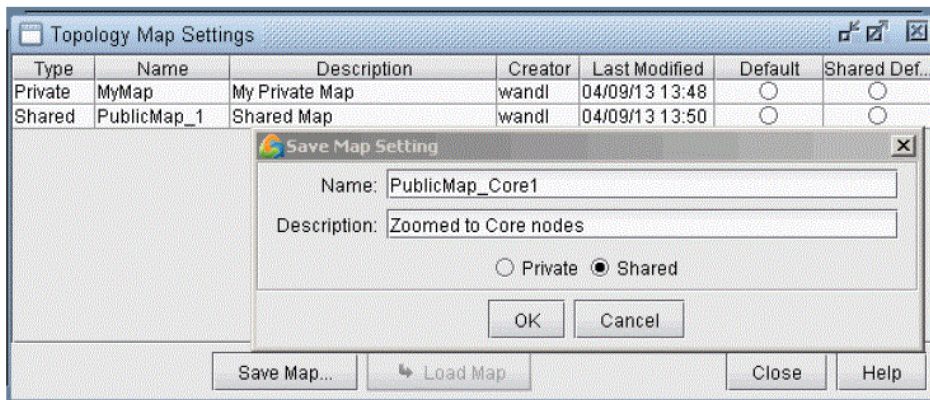 Topology Map Settings
Type Name Description Creator Last Modified Default Shared Def...
Private MyMap My Private Map wandl 04/09/13 13:48
Shared PublicMap_1 Shared Map wandl 04/09/13 13:50
Save Map Setting
Name: PublicMap_Core1
Description: Zoomed to Core nodes
Private Shared
OK Cancel
Save Map... Load Map Close Help